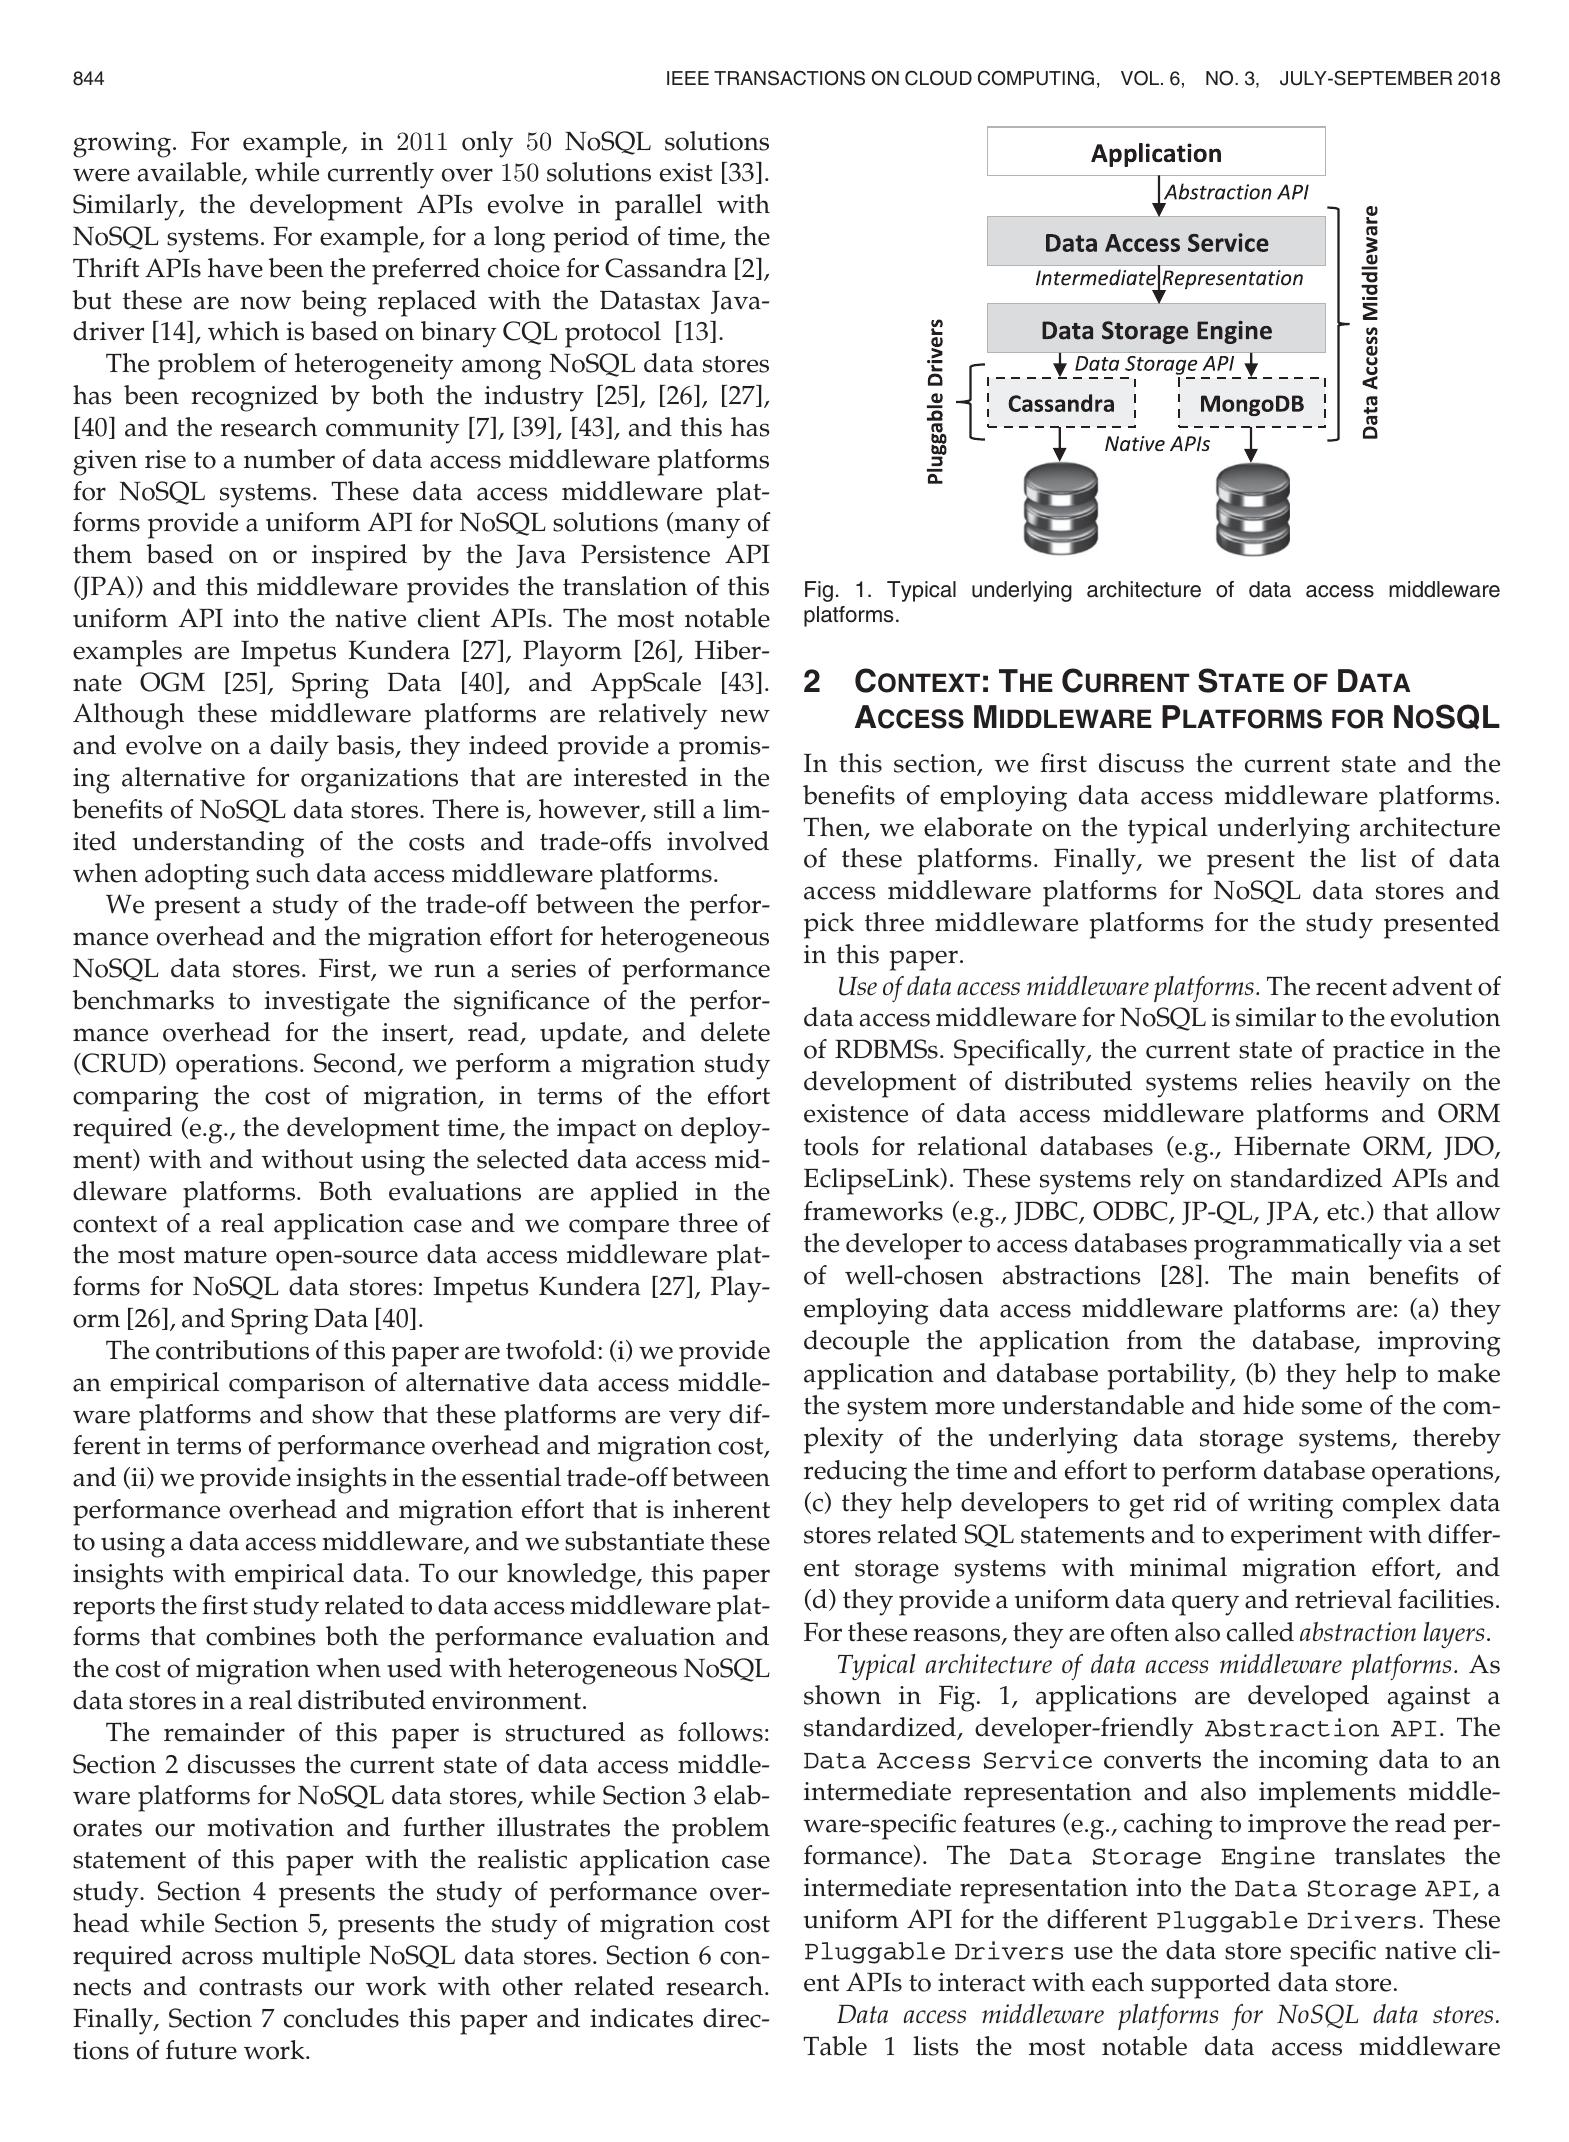 844
IEEE TRANSACTIONS ON CLOUD COMPUTING, VOL. 6, NO. 3, JULY-SEPTEMBER 2018
growing. For example, in 2011 only 50 NoSQL solutions
were available, while currently over 150 solutions exist [33].
Similarly, the development APIs evolve in parallel with
NoSQL systems. For example, for a long period of time, the
Thrift APIs have been the preferred choice for Cassandra [2],
but these are now being replaced with the Datastax Java-
driver [14], which is based on binary CQL protocol [13].
The problem of heterogeneity among NoSQL data stores
has been recognized by both the industry [25], [26], [27],
[40] and the research community [7], [39], [43], and this has
given rise to a number of data access middleware platforms
for NoSQL systems. These data access middleware plat-
forms provide a uniform API for NoSQL solutions (many of
them based on or inspired by the Java Persistence API
(JPA)) and this middleware provides the translation of this
uniform API into the native client APIs. The most notable
examples are Impetus Kundera [27], Playorm [26], Hiber-
nate OGM [25], Spring Data [40], and AppScale [43].
Although these middleware platforms are relatively new
and evolve on a daily basis, they indeed provide a promis-
ing alternative for organizations that are interested in the
benefits of NoSQL data stores. There is, however, still a lim-
ited understanding of the costs and trade-offs involved
when adopting such data access middleware platforms.
We present a study of the trade-off between the perfor-
mance overhead and the migration effort for heterogeneous
NoSQL data stores. First, we run a series of performance
benchmarks to investigate the significance of the perfor-
mance overhead for the insert, read, update, and delete
(CRUD) operations. Second, we perform a migration study
comparing the cost of migration, in terms of the effort
required (e.g., the development time, the impact on deploy-
ment) with and without using the selected data access mid-
dleware platforms. Both evaluations are applied in the
context of a real application case and we compare three of
the most mature open-source data access middleware plat-
forms for NoSQL data stores: Impetus Kundera [27], Play-
orm [26], and Spring Data [40].
The contributions of this paper are twofold: (i) we provide
an empirical comparison of alternative data access middle-
ware platforms and show that these platforms are very dif-
ferent in terms of performance overhead and migration cost,
and (ii) we provide insights in the essential trade-off between
performance overhead and migration effort that is inherent
to using a data access middleware, and we substantiate these
insights with empirical data. To our knowledge, this paper
reports the first study related to data access middleware plat-
forms that combines both the performance evaluation and
the cost of migration when used with heterogeneous NoSQL
data stores in a real distributed environment.
The remainder of this paper is structured as follows:
Section 2 discusses the current state of data access middle-
ware platforms for NoSQL data stores, while Section 3 elab-
orates our motivation and further illustrates the problem
statement of this paper with the realistic application case
study. Section 4 presents the study of performance over-
head while Section 5, presents the study of migration cost
required across multiple NoSQL data stores. Section 6 con-
nects and contrasts our work with other related research.
Finally, Section 7 concludes this paper and indicates direc-
tions of future work.
Application
Abstraction API
Data Access Service
Intermediate Representation
Data Storage Engine
Data Storage API
Cassandra
MongoDB
Native APIs
Pluggable Drivers
Data Access Middleware
Fig. 1. Typical underlying architecture of data access middleware
platforms.
2 CONTEXT: THE CURRENT STATE OF DATA
ACCESS MIDDLEWARE PLATFORMS FOR NOSQL
In this section, we first discuss the current state and the
benefits of employing data access middleware platforms.
Then, we elaborate on the typical underlying architecture
of these platforms. Finally, we present the list of data
access middleware platforms for NoSQL data stores and
pick three middleware platforms for the study presented
in this paper.
Use of data access middleware platforms. The recent advent of
data access middleware for NoSQL is similar to the evolution
of RDBMSs. Specifically, the current state of practice in the
development of distributed systems relies heavily on the
existence of data access middleware platforms and ORM
tools for relational databases (e.g., Hibernate ORM, JDO,
EclipseLink). These systems rely on standardized APIs and
frameworks (e.g., JDBC, ODBC, JP-QL, JPA, etc.) that allow
the developer to access databases programmatically via a set
of well-chosen abstractions [28]. The main benefits of
employing data access middleware platforms are: (a) they
decouple the application from the database, improving
application and database portability, (b) they help to make
the system more understandable and hide some of the com-
plexity of the underlying data storage systems, thereby
reducing the time and effort to perform database operations,
(c) they help developers to get rid of writing complex data
stores related SQL statements and to experiment with differ-
ent storage systems with minimal migration effort, and
(d) they provide a uniform data query and retrieval facilities.
For these reasons, they are often also called abstraction layers.
Typical architecture of data access middleware platforms. As
shown in Fig. 1, applications are developed against a
standardized, developer-friendly Abstraction API. The
Data Access Service converts the incoming data to an
intermediate representation and also implements middle-
ware-specific features (e.g., caching to improve the read per-
formance). The Data Storage Engine translates the
intermediate representation into the Data Storage API, a
uniform API for the different Pluggable Drivers. These
Pluggable Drivers use the data store specific native cli-
ent APIs to interact with each supported data store.
Data access middleware platforms for NoSQL data stores.
Table 1 lists the most notable data access middleware